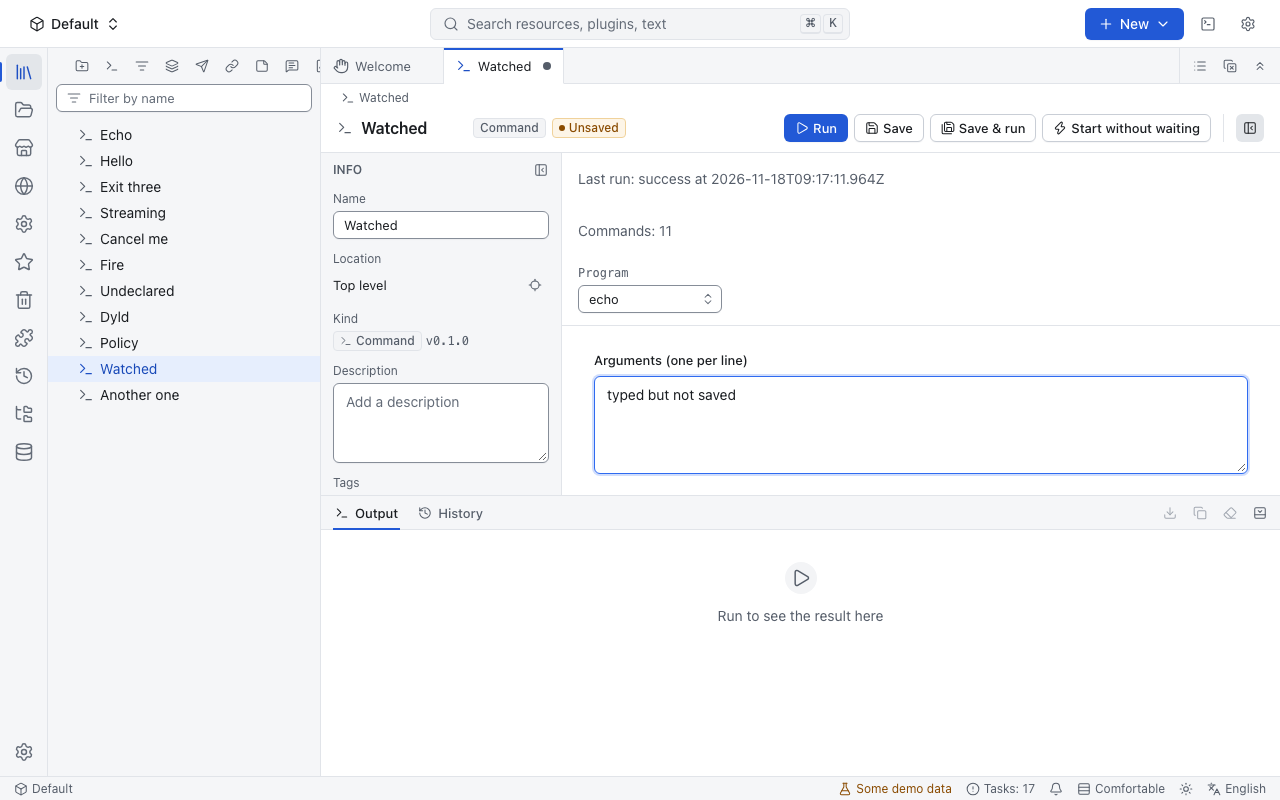 Default
Search resources, plugins, text
⌘ K
New
Filter by name
Echo
Hello
Exit three
Streaming
Cancel me
Fire
Undeclared
Dyld
Policy
Watched
Another one
Welcome
Watched
Watched
Watched
Command
Unsaved
Run
Save
Save & run
Start without waiting
INFO
Name
Watched
Location
Top level
Kind
Command v0.1.0
Description
Add a description
Tags
Last run: success at 2026-11-18T09:17:11.964Z
Commands: 11
Program
echo
Arguments (one per line)
typed but not saved
Output
History
Run to see the result here
Default
Some demo data
Tasks: 17
Comfortable
English